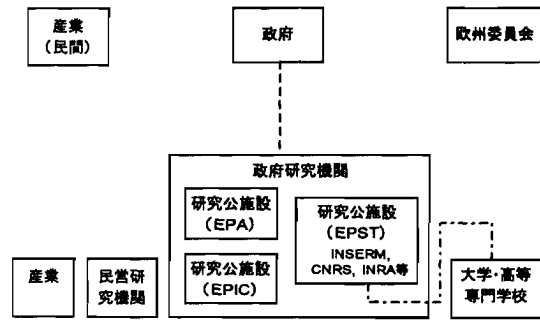 産業
（民間）
政府
欧州委員会
政府研究機関
研究公施設
（EPA）
研究公施設
（EPIC）
研究公施設
（EPST）
INSERM,
CNRS, INRA等
産業
民営研
究機関
大学・高等
専門学校